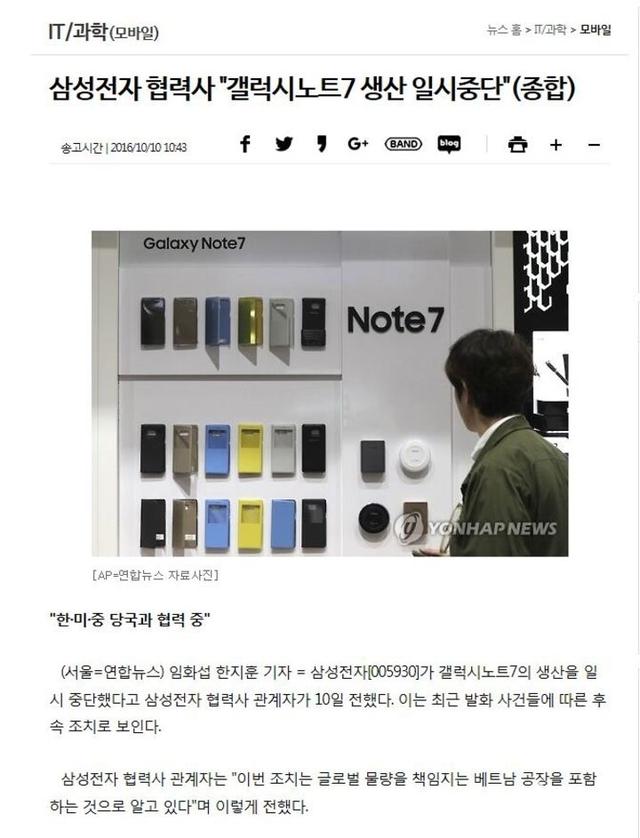 IT/과학(모바일)
뉴스 홈 > IT/과학 > 모바일
삼성전자 협력사 "갤럭시노트7 생산 일시중단"(종합)
송고시간 | 2016/10/10 10:43
f G+ BAND blog + −
Galaxy Note7
Note7
YONHAP NEWS
[AP=연합뉴스 자료사진]
"한·미·중 당국과 협력 중"
(서울=연합뉴스) 임화섭 한지훈 기자 = 삼성전자[005930]가 갤럭시노트7의 생산을 일
시 중단했다고 삼성전자 협력사 관계자가 10일 전했다. 이는 최근 발화 사건들에 따른 후
속 조치로 보인다.
삼성전자 협력사 관계자는 "이번 조치는 글로벌 물량을 책임지는 베트남 공장을 포함
하는 것으로 알고 있다"며 이렇게 전했다.